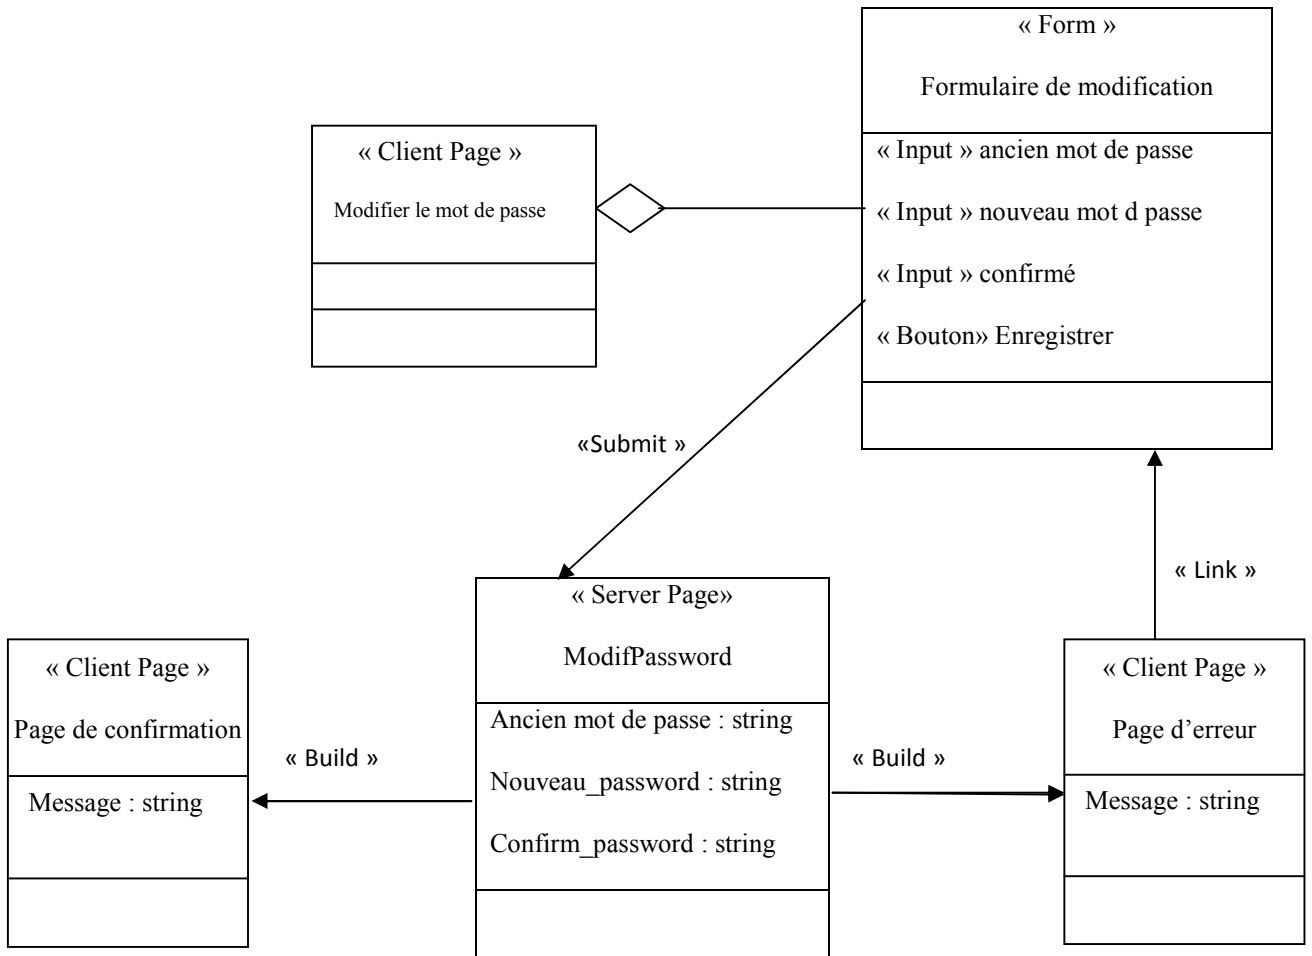 « Form »
Formulaire de modification
« Input » ancien mot de passe
« Input » nouveau mot d passe
« Input » confirmé
« Bouton» Enregistrer
« Client Page »
Modifier le mot de passe
«Submit »
« Link »
« Server Page»
ModifPassword
Ancien mot de passe : string
Nouveau_password : string
Confirm_password : string
« Client Page »
Page de confirmation
Message : string
« Build »
« Build »
« Client Page »
Page d’erreur
Message : string